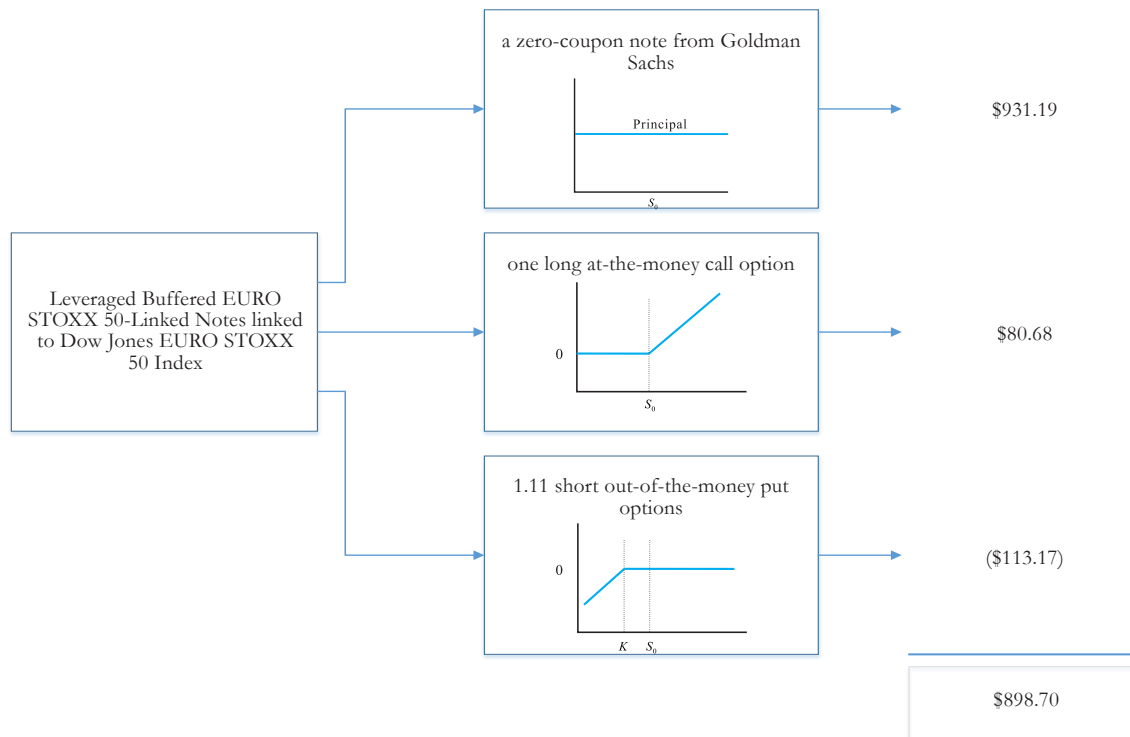 a zero-coupon note from Goldman
Sachs
Principal
S₀
$931.19
Leveraged Buffered EURO
STOXX 50-Linked Notes linked
to Dow Jones EURO STOXX
50 Index
one long at-the-money call option
0
S₀
$80.68
1.11 short out-of-the-money put
options
0
K S₀
($113.17)
$898.70